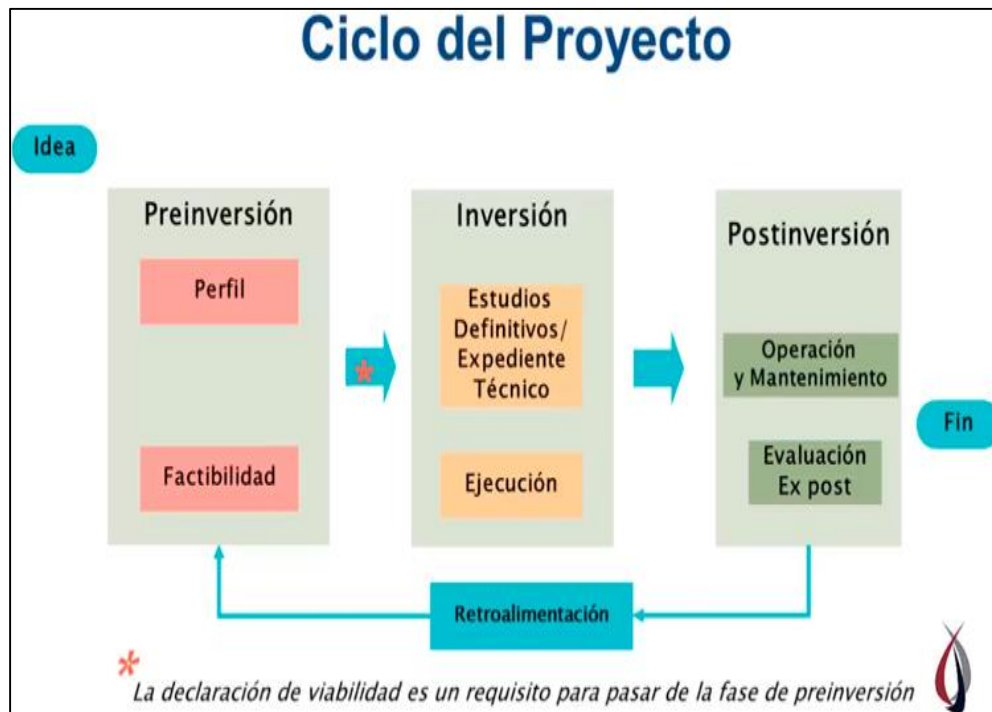 Ciclo del Proyecto
Idea
Preinversión
Perfil
Factibilidad
*
Inversión
Estudios
Definitivos/
Expediente
Técnico
Ejecución
Postinversión
Operación
y Mantenimiento
Evaluación
Ex post
Fin
Retroalimentación
* La declaración de viabilidad es un requisito para pasar de la fase de preinversión